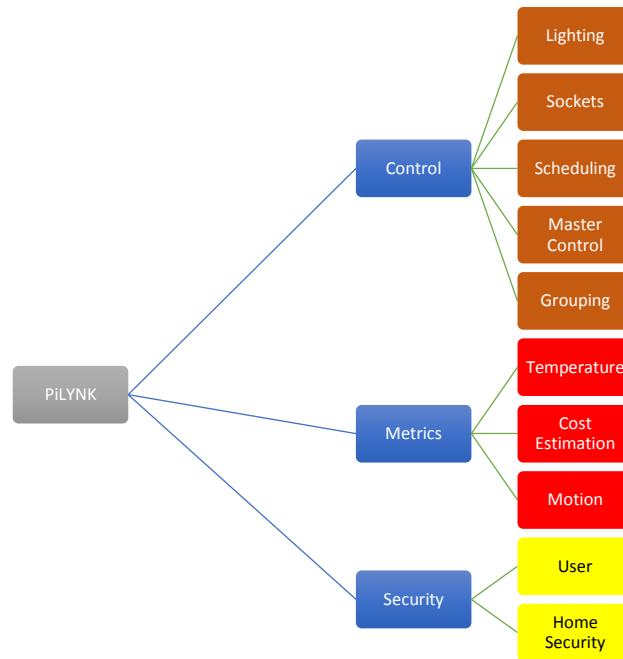 Lighting
Sockets
Control
Scheduling
Master
Control
Grouping
PiLYNK
Temperature
Metrics
Cost
Estimation
Motion
User
Security
Home
Security